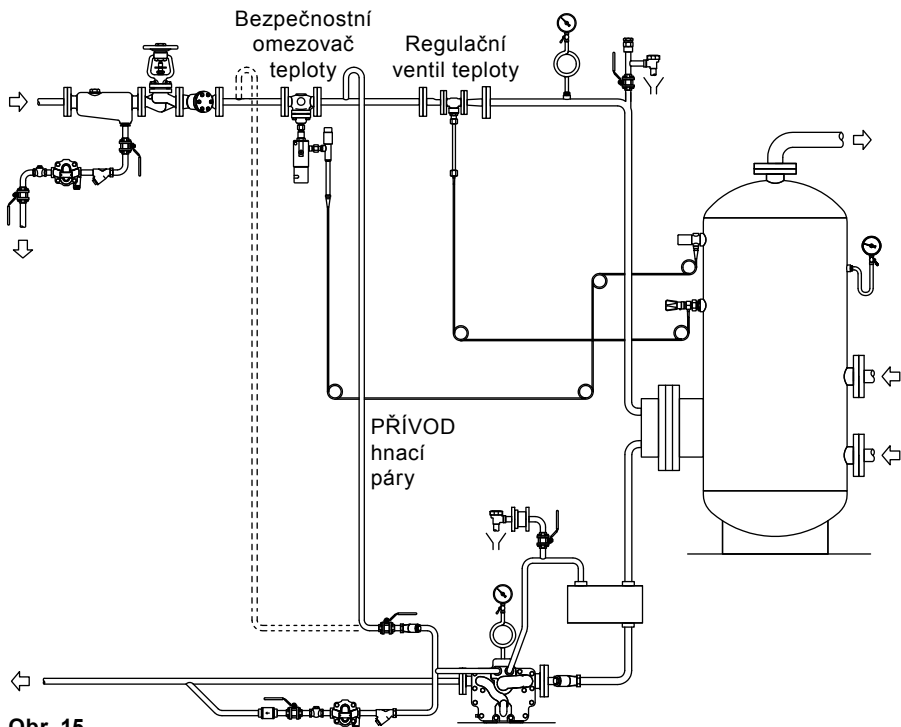 Bezpečnostní
omezovač
teploty
Regulační
ventil teploty
PŘÍVOD
hnací
páry
Obr. 15